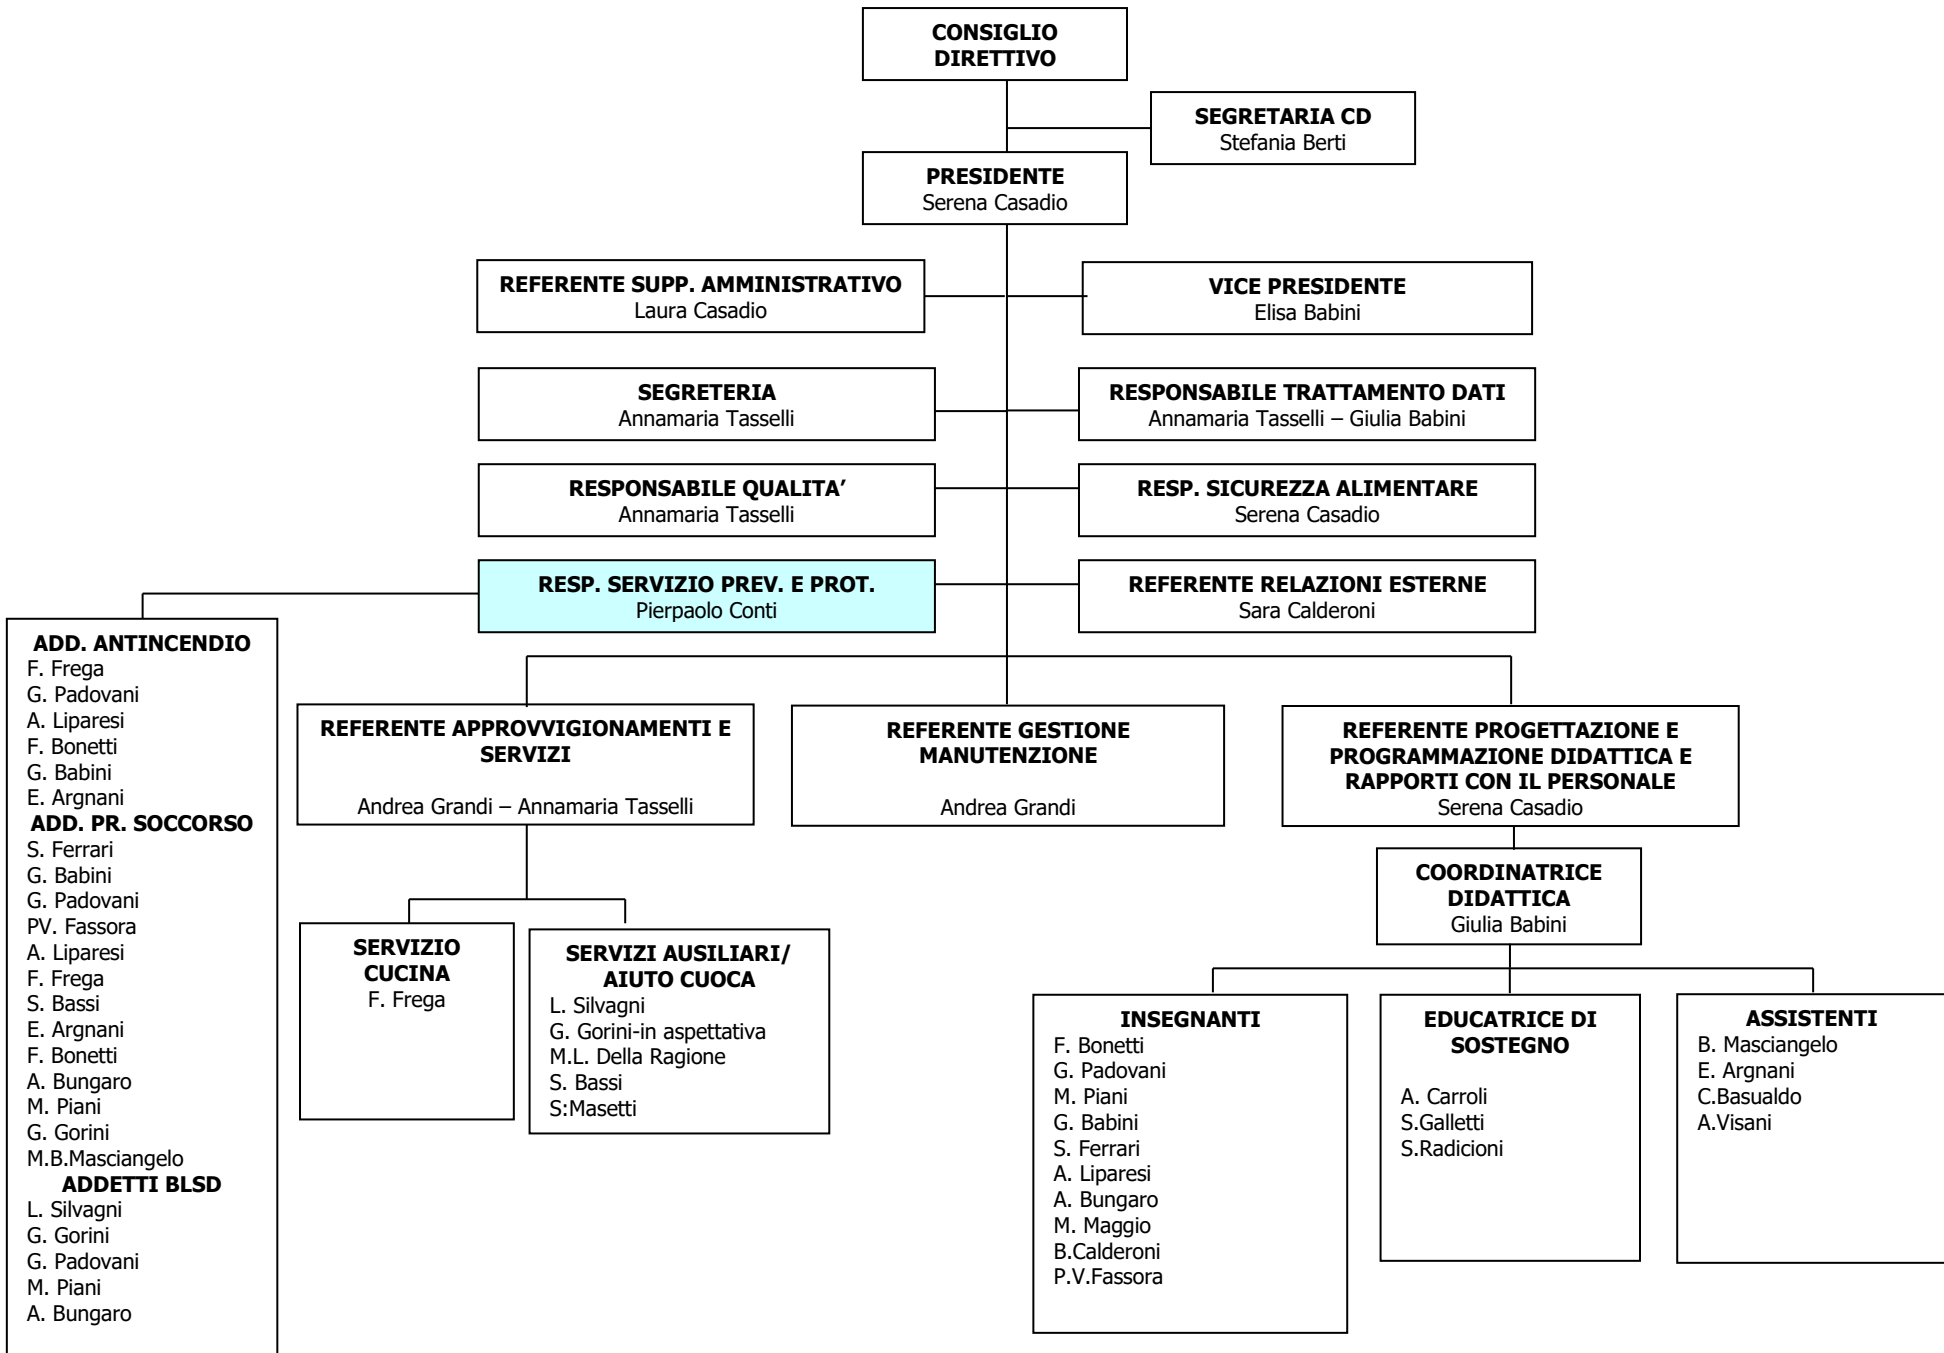 CONSIGLIO
DIRETTIVO
SEGRETARIA CD
Stefania Berti
PRESIDENTE
Serena Casadio
REFERENTE SUPP. AMMINISTRATIVO
Laura Casadio
VICE PRESIDENTE
Elisa Babini
SEGRETERIA
Annamaria Tasselli
RESPONSABILE TRATTAMENTO DATI
Annamaria Tasselli – Giulia Babini
RESPONSABILE QUALITA’
Annamaria Tasselli
RESP. SICUREZZA ALIMENTARE
Serena Casadio
RESP. SERVIZIO PREV. E PROT.
Pierpaolo Conti
REFERENTE RELAZIONI ESTERNE
Sara Calderoni
ADD. ANTINCENDIO
F. Frega
G. Padovani
A. Liparesi
F. Bonetti
G. Babini
E. Argnani
ADD. PR. SOCCORSO
S. Ferrari
G. Babini
G. Padovani
PV. Fassora
A. Liparesi
F. Frega
S. Bassi
E. Argnani
F. Bonetti
A. Bungaro
M. Piani
G. Gorini
M.B.Masciangelo
ADDETTI BLSD
L. Silvagni
G. Gorini
G. Padovani
M. Piani
A. Bungaro
REFERENTE APPROVVIGIONAMENTI E
SERVIZI
Andrea Grandi – Annamaria Tasselli
REFERENTE GESTIONE
MANUTENZIONE
Andrea Grandi
REFERENTE PROGETTAZIONE E
PROGRAMMAZIONE DIDATTICA E
RAPPORTI CON IL PERSONALE
Serena Casadio
COORDINATRICE
DIDATTICA
Giulia Babini
SERVIZIO
CUCINA
F. Frega
SERVIZI AUSILIARI/
AIUTO CUOCA
L. Silvagni
G. Gorini-in aspettativa
M.L. Della Ragione
S. Bassi
S:Masetti
INSEGNANTI
F. Bonetti
G. Padovani
M. Piani
G. Babini
S. Ferrari
A. Liparesi
A. Bungaro
M. Maggio
B.Calderoni
P.V.Fassora
EDUCATRICE DI
SOSTEGNO
A. Carroli
S.Galletti
S.Radicioni
ASSISTENTI
B. Masciangelo
E. Argnani
C.Basualdo
A.Visani